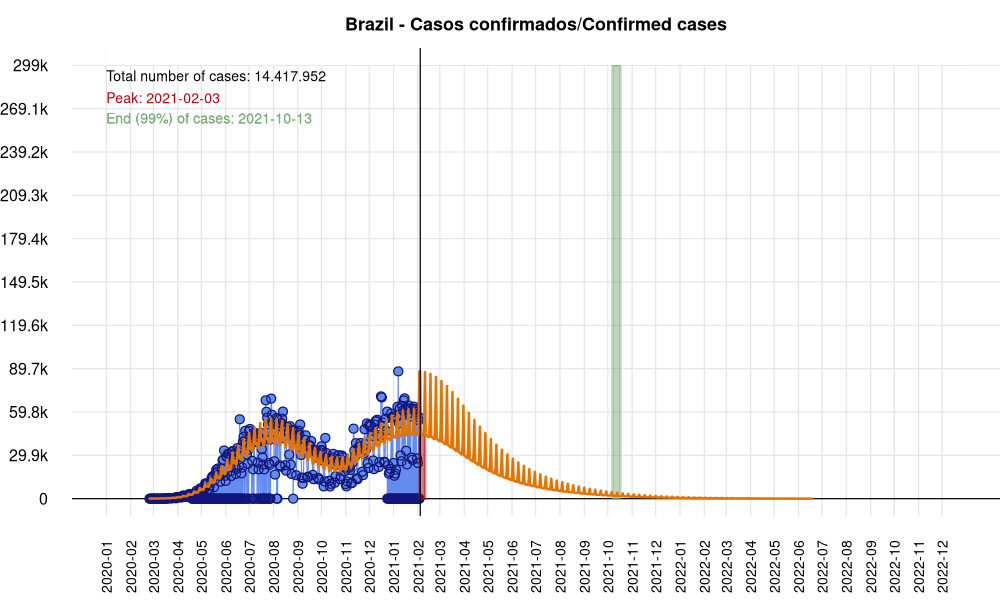 Brazil - Casos confirmados/Confirmed cases
299k
269.1k
239.2k
209.3k
179.4k
149.5k
119.6k
89.7k
59.8k
29.9k
0
Total number of cases: 14.417.952
Peak: 2021-02-03
End (99%) of cases: 2021-10-13
2020-01
2020-02
2020-03
2020-04
2020-05
2020-06
2020-07
2020-08
2020-09
2020-10
2020-11
2020-12
2021-01
2021-02
2021-03
2021-04
2021-05
2021-06
2021-07
2021-08
2021-09
2021-10
2021-11
2021-12
2022-01
2022-02
2022-03
2022-04
2022-05
2022-06
2022-07
2022-08
2022-09
2022-10
2022-11
2022-12